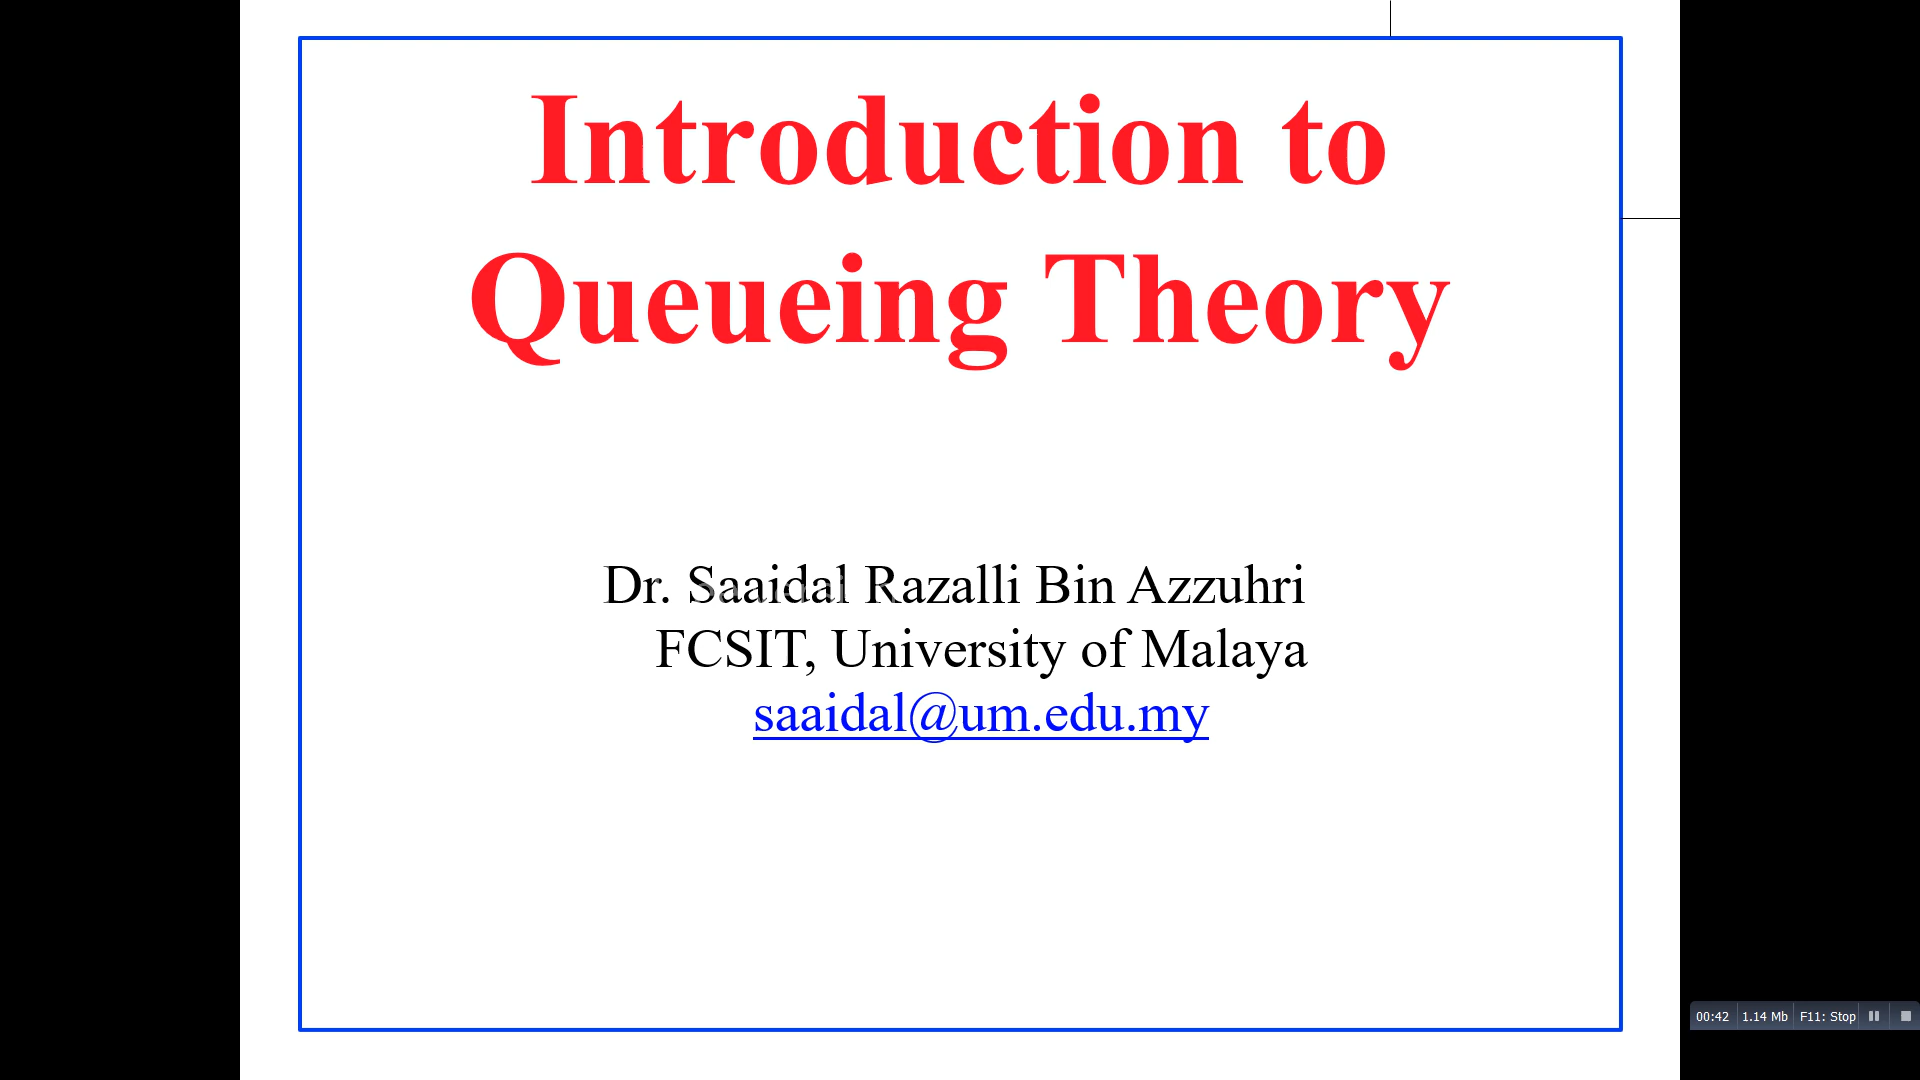 Introduction to
Queueing Theory
Dr. Saaidal Razalli Bin Azzuhri
FCSIT, University of Malaya
saaidal@um.edu.my
00:42 1.14 Mb F11: Stop